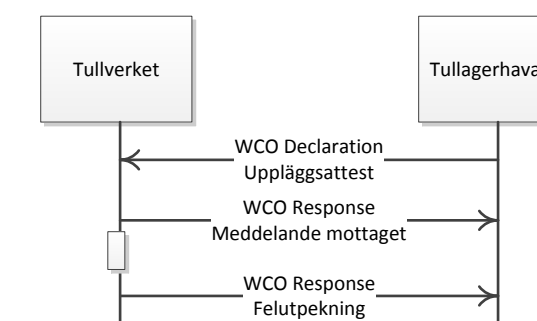 Tullverket
WCO Declaration
Uppläggsattest
WCO Response
Meddelande mottaget
WCO Response
Felutpekning